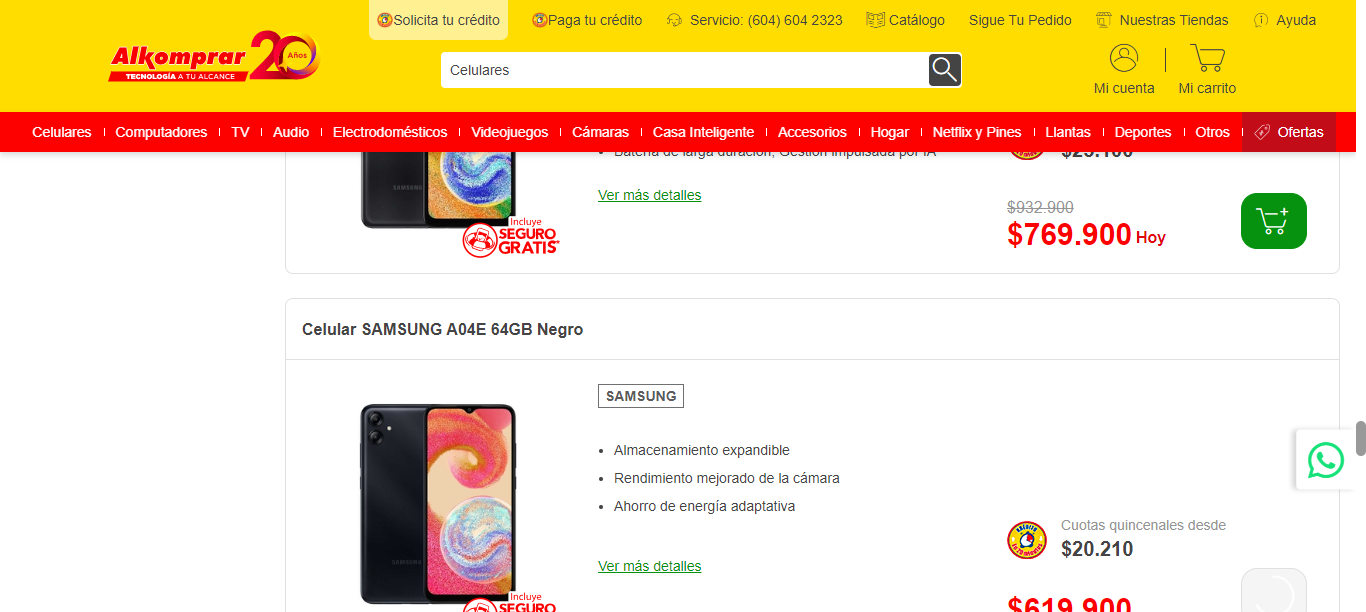 Solicita tu crédito
Paga tu crédito
Servicio: (604) 604 2323
Catálogo
Sigue Tu Pedido
Nuestras Tiendas
Ayuda
Alkomprar 20 Años
TECNOLOGÍA A TU ALCANCE
Celulares
Mi cuenta
Mi carrito
Celulares
Computadores
TV
Audio
Electrodomésticos
Videojuegos
Cámaras
Casa Inteligente
Accesorios
Hogar
Netflix y Pines
Llantas
Deportes
Otros
Ofertas
Batería de larga duración, Gestión impulsada por IA
Ver más detalles
SAMSUNG
Incluye
SEGURO
GRATIS*
$932.900
$769.900 Hoy
Celular SAMSUNG A04E 64GB Negro
SAMSUNG
Almacenamiento expandible
Rendimiento mejorado de la cámara
Ahorro de energía adaptativa
Ver más detalles
SAMSUNG
Incluye
SEGURO
Cuotas quincenales desde
$20.210
$619.900